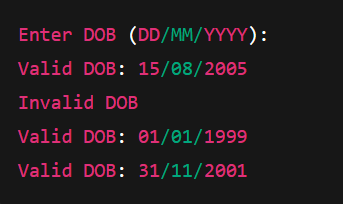 Enter DOB (DD/MM/YYYY):
Valid DOB: 15/08/2005
Invalid DOB
Valid DOB: 01/01/1999
Valid DOB: 31/11/2001